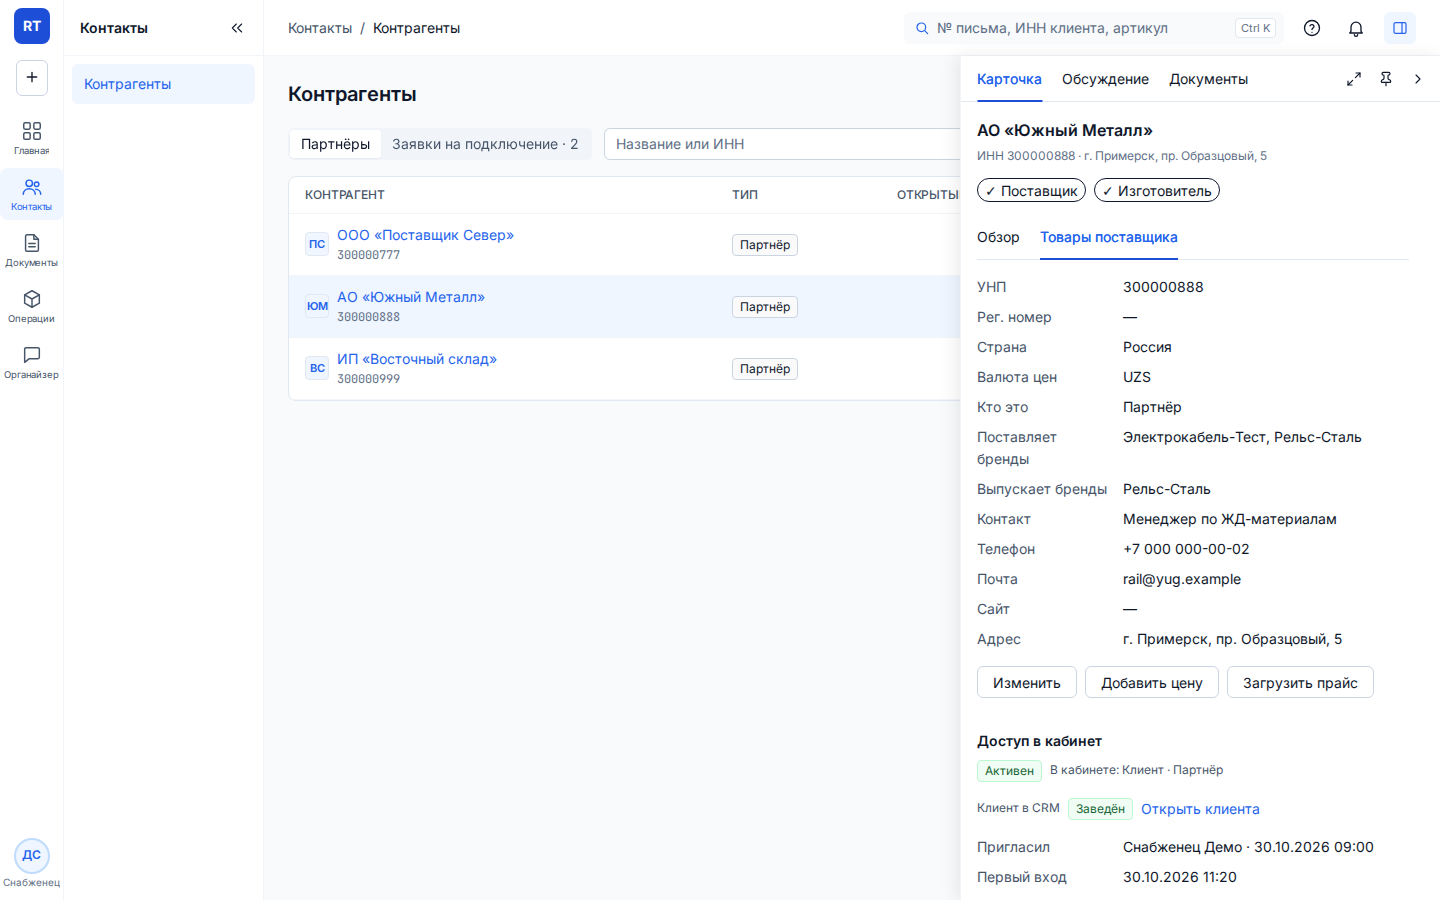 RT
Главная
Контакты
Документы
Операции
Органайзер
ДС
Снабженец
Контакты
Контрагенты
Контакты / Контрагенты
№ письма, ИНН клиента, артикул
Ctrl K
Контрагенты
Партнёры
Заявки на подключение · 2
Название или ИНН
КОНТРАГЕНТ ТИП
ПС ООО «Поставщик Север» Партнёр
300000777
ЮМ АО «Южный Металл» Партнёр
300000888
ВС ИП «Восточный склад» Партнёр
300000999
Карточка Обсуждение Документы
АО «Южный Металл»
ИНН 300000888 · г. Примерск, пр. Образцовый, 5
✓ Поставщик ✓ Изготовитель
Обзор Товары поставщика
УНП 300000888
Рег. номер —
Страна Россия
Валюта цен UZS
Кто это Партнёр
Поставляет Электрокабель-Тест, Рельс-Сталь
бренды
Выпускает бренды Рельс-Сталь
Контакт Менеджер по ЖД-материалам
Телефон +7 000 000-00-02
Почта rail@yug.example
Сайт —
Адрес г. Примерск, пр. Образцовый, 5
Изменить Добавить цену Загрузить прайс
Доступ в кабинет
Активен В кабинете: Клиент · Партнёр
Клиент в CRM Заведён Открыть клиента
Пригласил Снабженец Демо · 30.10.2026 09:00
Первый вход 30.10.2026 11:20